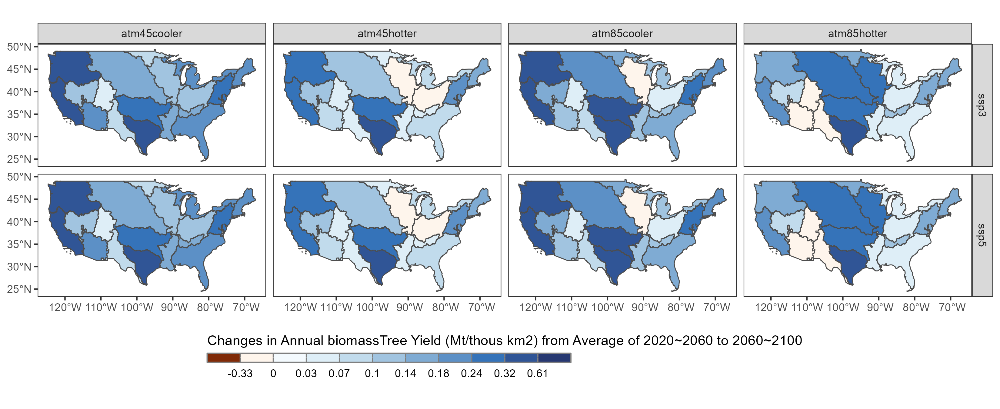 atm45cooler atm45hotter atm85cooler atm85hotter
50°N
45°N
40°N
35°N
30°N
25°N
ssp3
50°N
45°N
40°N
35°N
30°N
25°N
ssp5
120°W 110°W 100°W 90°W 80°W 70°W 120°W 110°W 100°W 90°W 80°W 70°W 120°W 110°W 100°W 90°W 80°W 70°W 120°W 110°W 100°W 90°W 80°W 70°W
Changes in Annual biomassTree Yield (Mt/thous km2) from Average of 2020~2060 to 2060~2100
-0.33 0 0.03 0.07 0.1 0.14 0.18 0.24 0.32 0.61